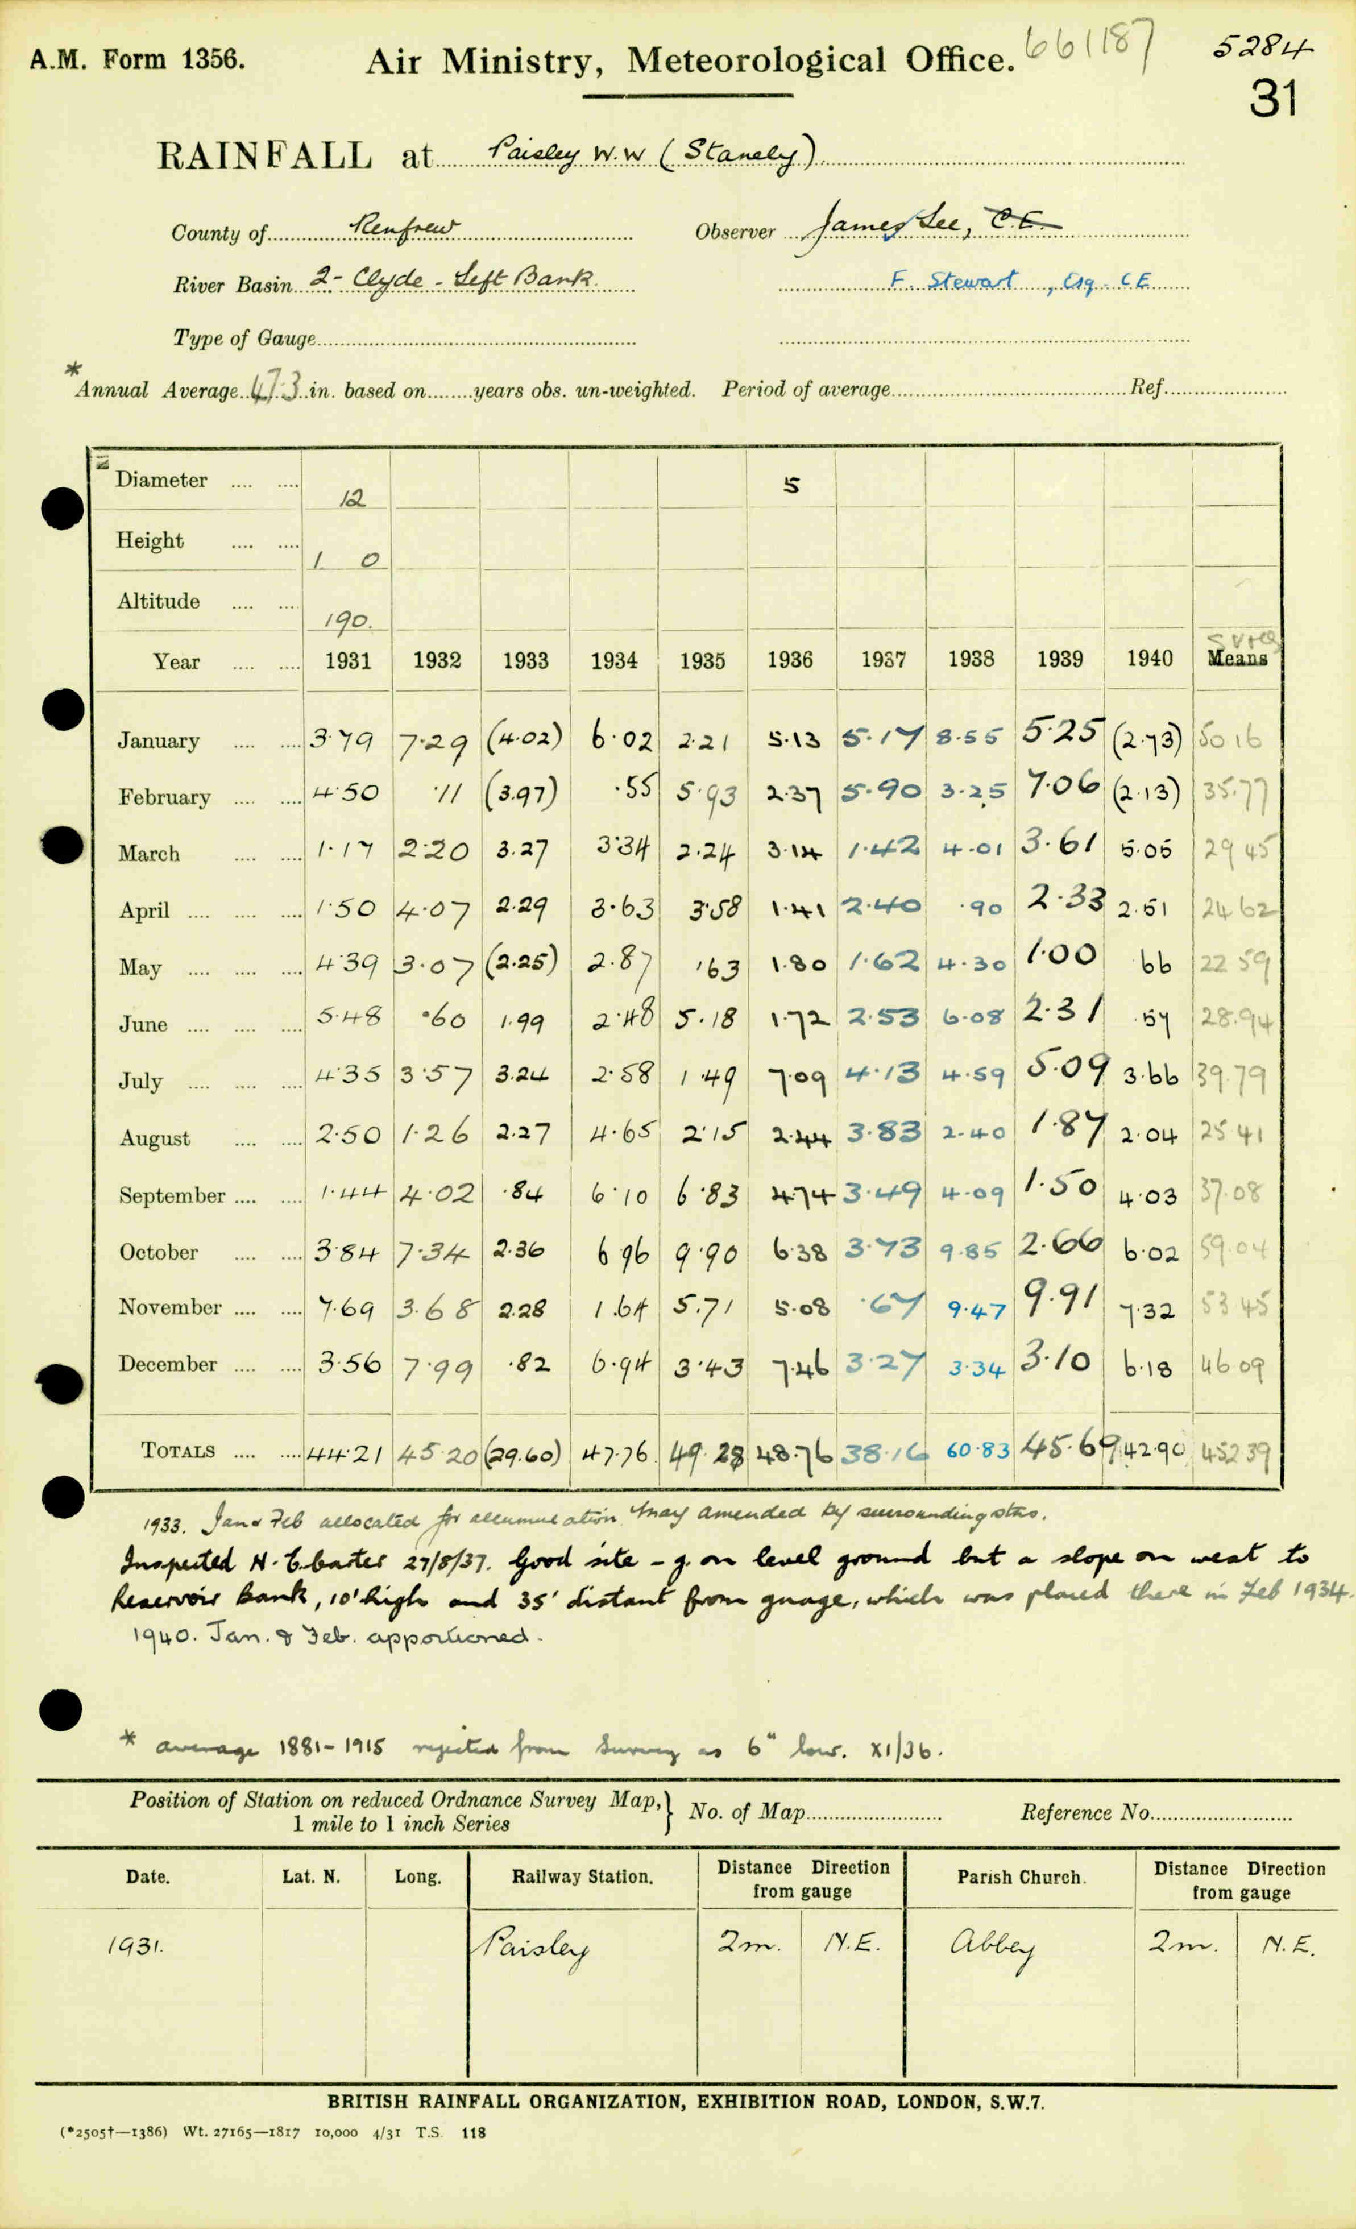 A.M. Form 1356. Air Ministry, Meteorological Office. 661187 5284
31
RAINFALL at Paisley W.W (Stanely)
County of Renfrew Observer James Lee, C.E.
River Basin 2 - Clyde - Left Bank F. Stewart, Esq. C E
Type of Gauge
*Annual Average 47.3 in. based on years obs. un-weighted. Period of average Ref.
Diameter 12 5
Height 1 0
Altitude 190.
Year 1931 1932 1933 1934 1935 1936 1937 1938 1939 1940 Means
January 3.79 7.29 (4.02) 6.02 2.21 5.13 5.17 8.55 5.25 (2.73) 50 16
February 4.50 .11 (3.97) .55 5.93 2.37 5.90 3.25 7.06 (2.13) 35.77
March 1.17 2.20 3.27 3.34 2.24 3.14 1.42 4.01 3.61 5.05 29 45
April 1.50 4.07 2.29 3.63 3.58 1.41 2.40 .90 2.33 2.51 24 62
May 4.39 3.07 (2.25) 2.87 .63 1.80 1.62 4.30 1.00 66 22 59
June 5.48 .60 1.99 2.48 5.18 1.72 2.53 6.08 2.31 .57 28.94
July 4.35 3.57 3.24 2.58 1.49 7.09 4.13 4.59 5.09 3.66 39.79
August 2.50 1.26 2.27 4.65 2.15 2.44 3.83 2.40 1.87 2.04 25 41
September 1.44 4.02 .84 6.10 6.83 4.74 3.49 4.09 1.50 4.03 37.08
October 3.84 7.34 2.36 6 96 9.90 6.38 3.73 9.85 2.66 6.02 59.04
November 7.69 3.68 2.28 1.64 5.71 5.08 .67 9.47 9.91 7.32 53 45
December 3.56 7.99 .82 6.94 3.43 7.46 3.27 3.34 3.10 6.18 46 09
TOTALS 44.21 45.20 (29.60) 47.76 49.28 48.76 38.16 60.83 45.69 42.90 452 39
1933. Jan & Feb allocated for accumulation. May amended by surrounding stns.
Inspected 27/8/37. Good site - g. on level ground but a slope on west to
Reservoir bank, 10' high and 35' distant from guage, which was placed there in Feb 1934.
1940. Jan. & Feb. apportioned.
* average 1881-1915 rejected from Survey as 6" low. XI/36.
Position of Station on reduced Ordnance Survey Map,} No. of Map Reference No.
1 mile to 1 inch Series
Date. Lat. N. Long. Railway Station. Distance Direction from gauge Parish Church. Distance Direction from gauge
1931. Paisley 2m. N.E. Abbey 2m. N.E.
BRITISH RAINFALL ORGANIZATION, EXHIBITION ROAD, LONDON, S.W.7.
(*2505†—1386) Wt. 27165—1817 10,000 4/31 T.S. 118